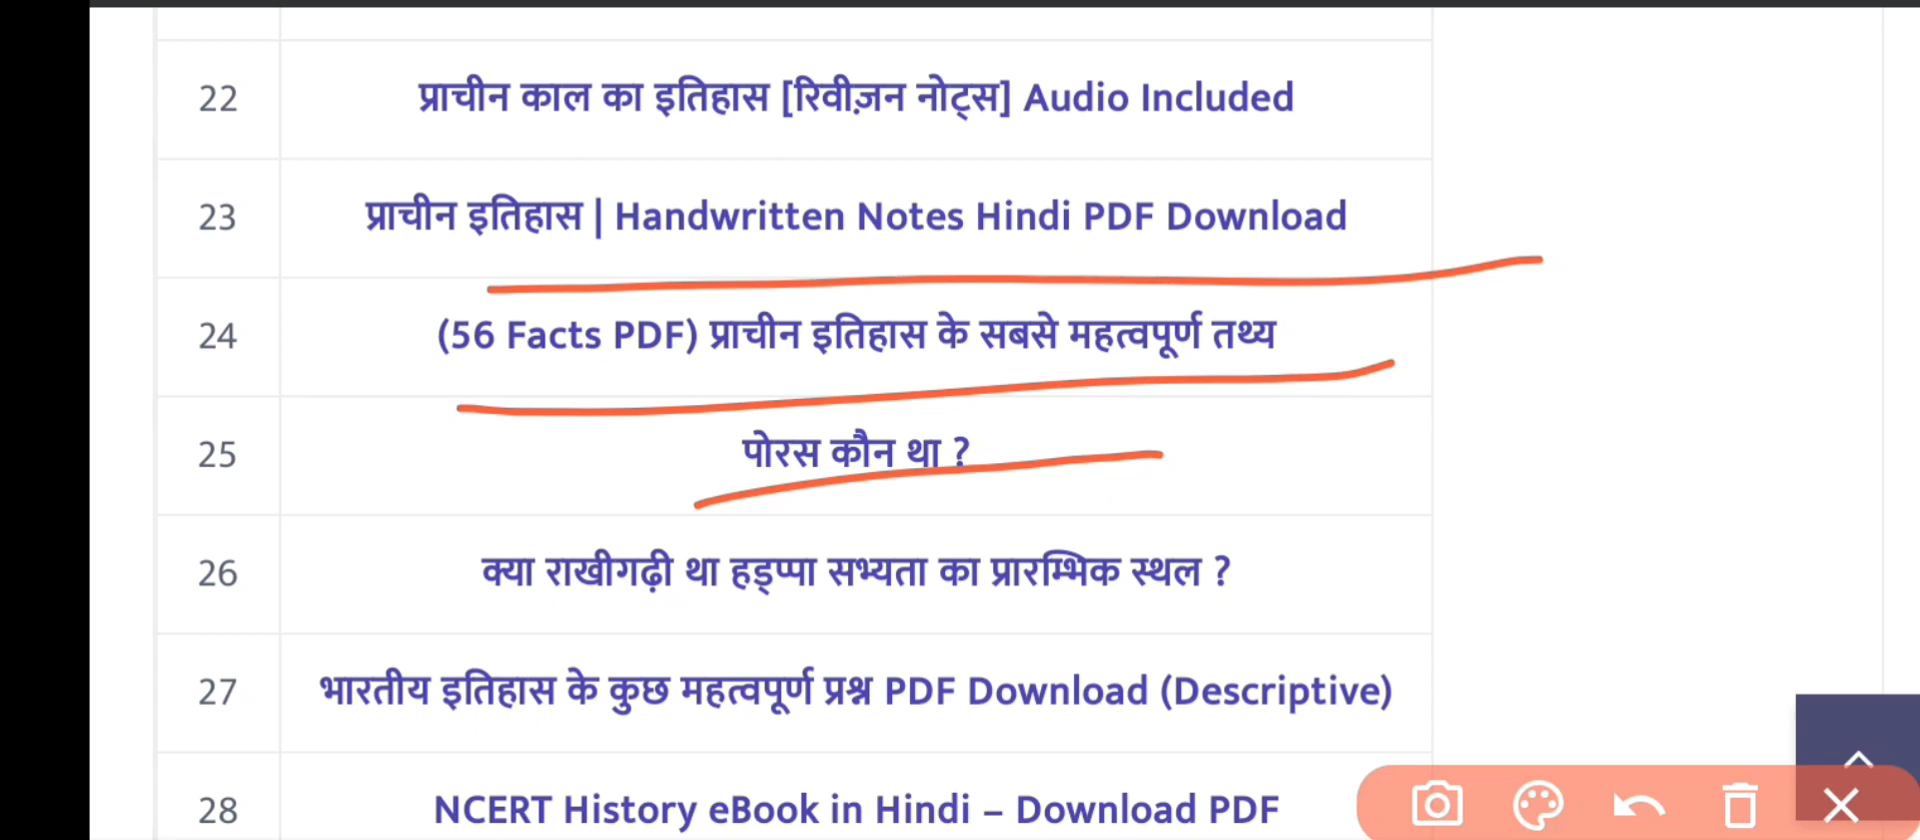 22 प्राचीन काल का इतिहास [रिवीज़न नोट्स] Audio Included
23 प्राचीन इतिहास | Handwritten Notes Hindi PDF Download
24 (56 Facts PDF) प्राचीन इतिहास के सबसे महत्वपूर्ण तथ्य
25 पोरस कौन था ?
26 क्या राखीगढ़ी था हड़प्पा सभ्यता का प्रारम्भिक स्थल ?
27 भारतीय इतिहास के कुछ महत्वपूर्ण प्रश्न PDF Download (Descriptive)
28 NCERT History eBook in Hindi – Download PDF